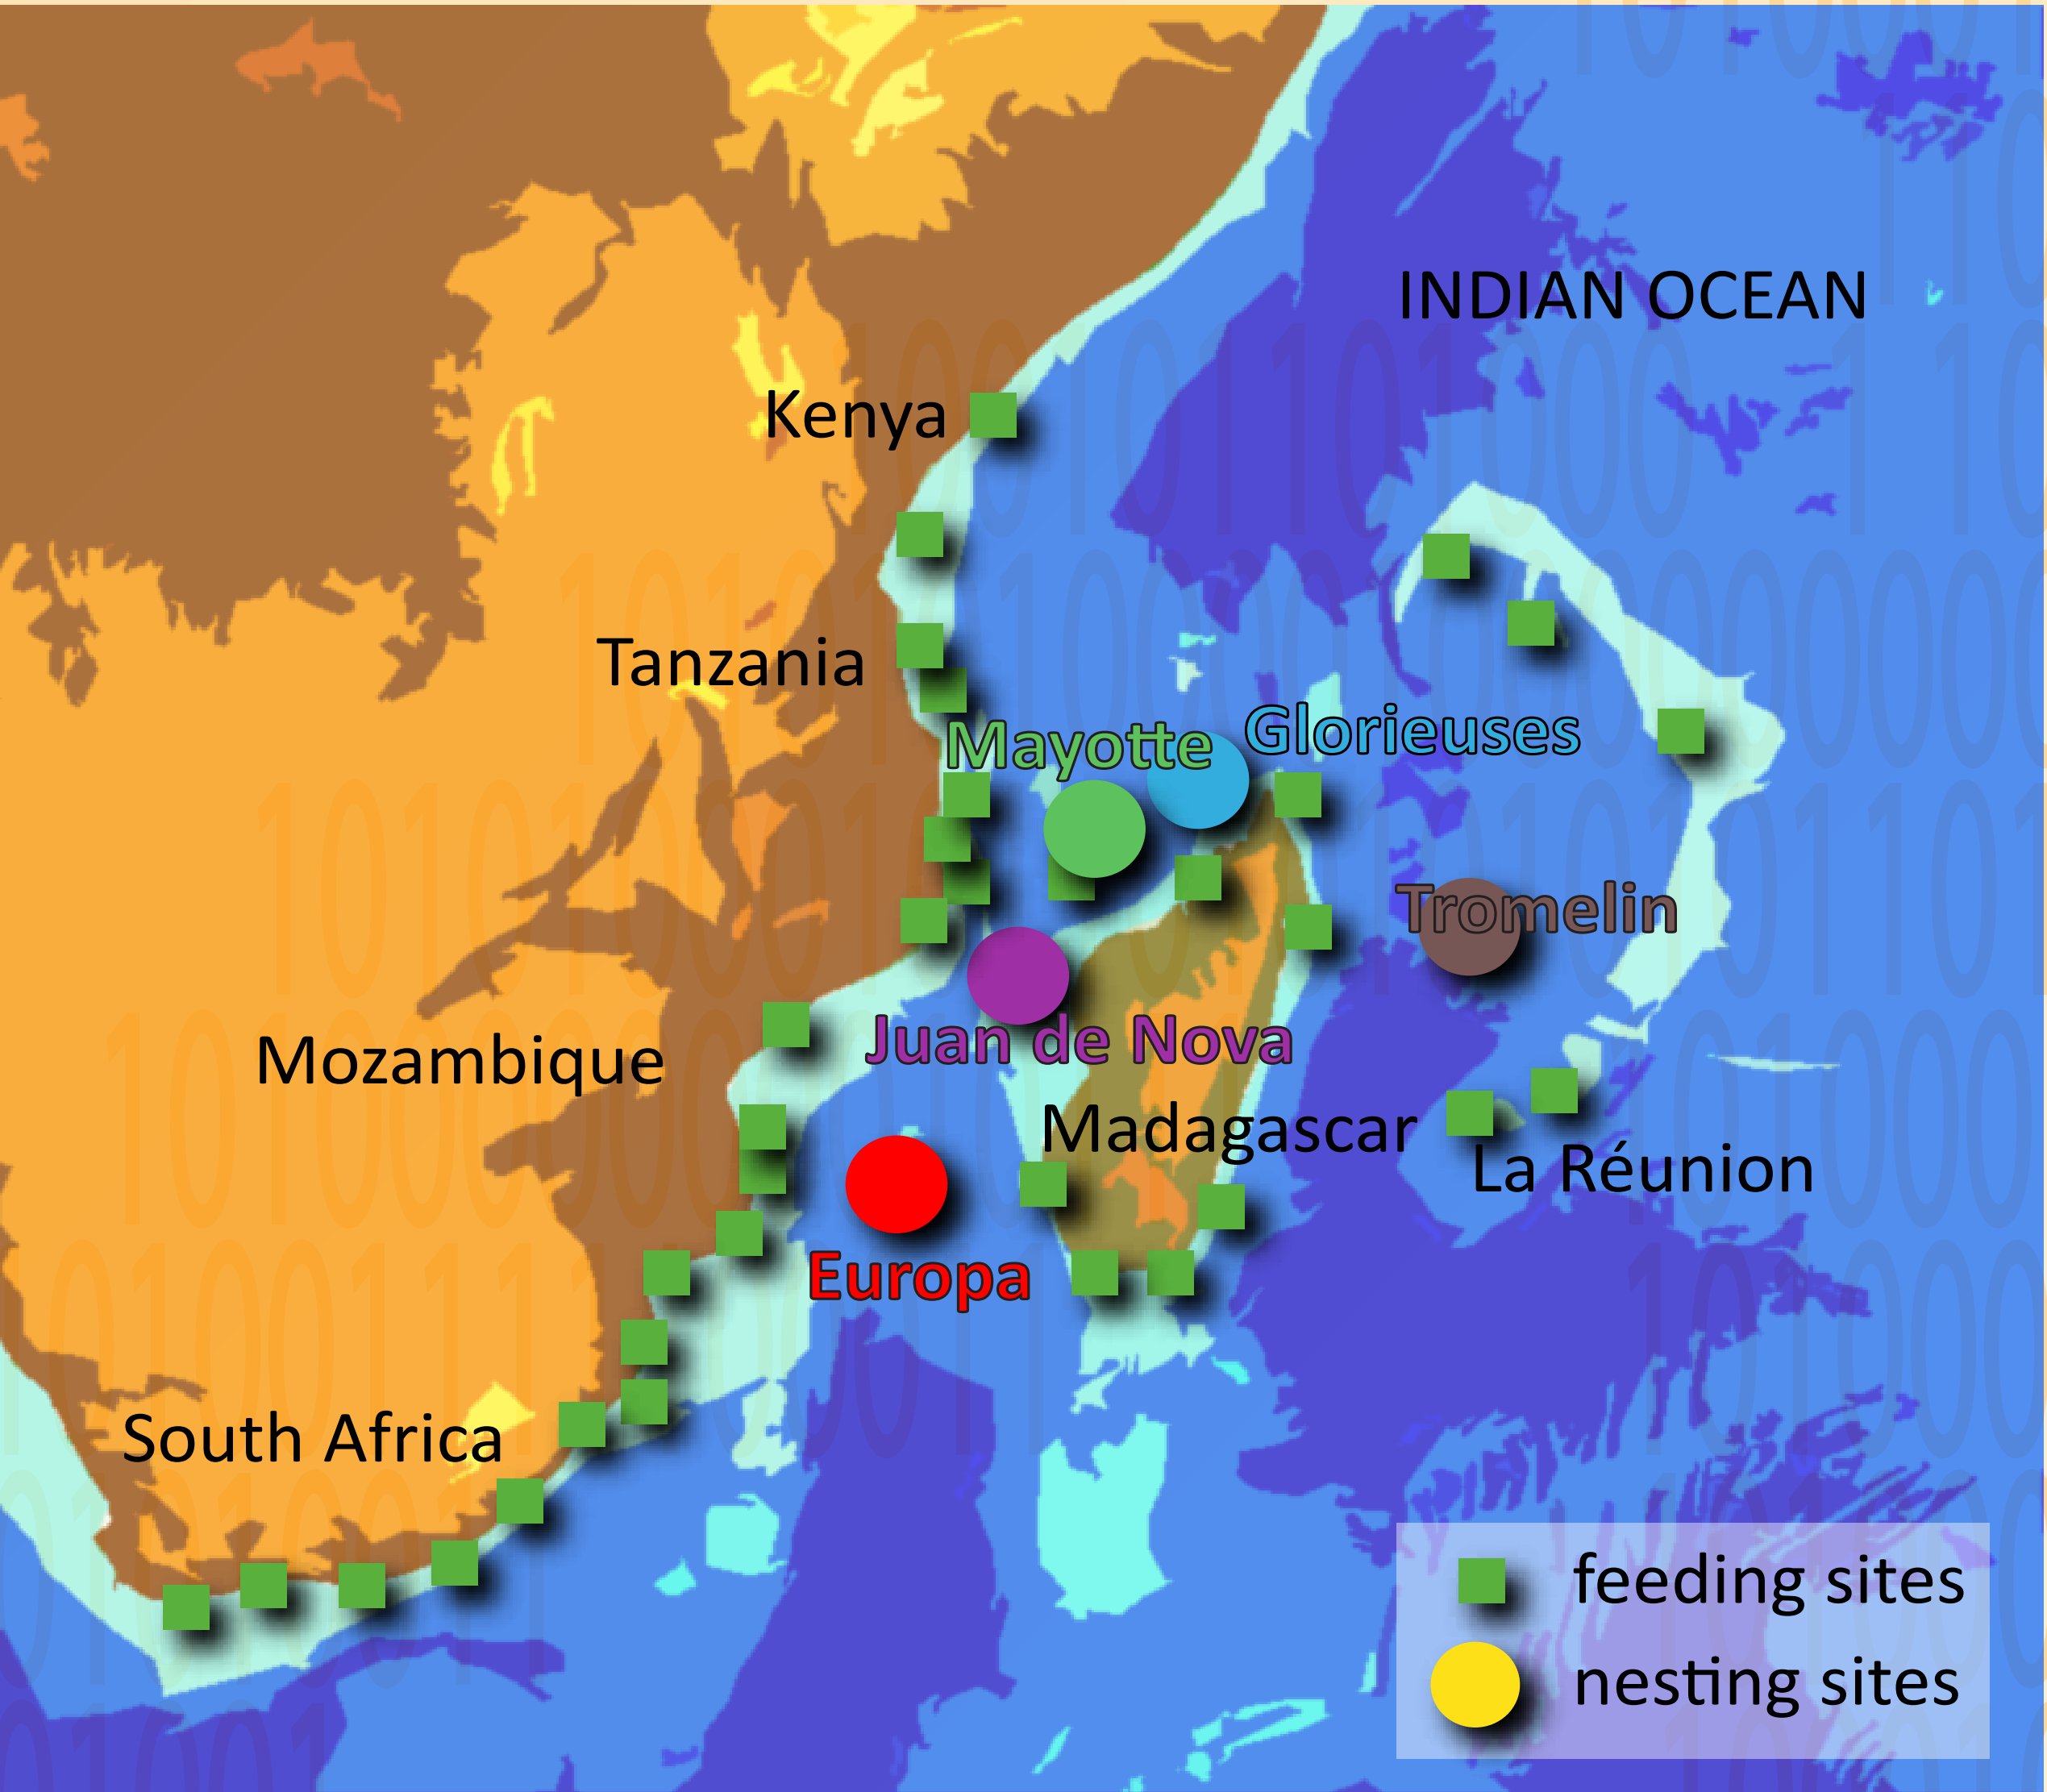 INDIAN OCEAN
Kenya
Tanzania
Mayotte
Glorieuses
Tromelin
Juan de Nova
Mozambique
Madagascar
La Réunion
Europa
South Africa
feeding sites
nesting sites